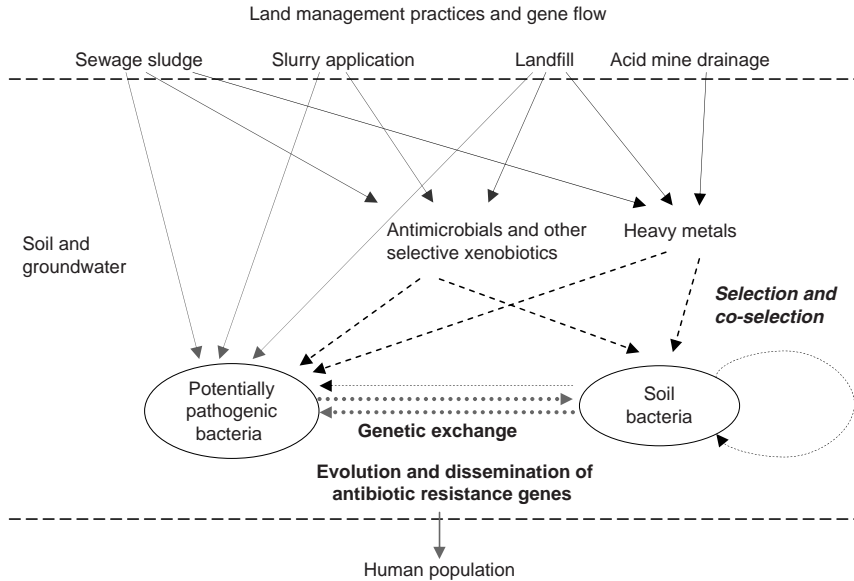 Land management practices and gene flow
Sewage sludge
Slurry application
Landfill
Acid mine drainage
Soil and
groundwater
Antimicrobials and other
selective xenobiotics
Heavy metals
Selection and
co-selection
Potentially
pathogenic
bacteria
Soil
bacteria
Genetic exchange
Evolution and dissemination of
antibiotic resistance genes
Human population